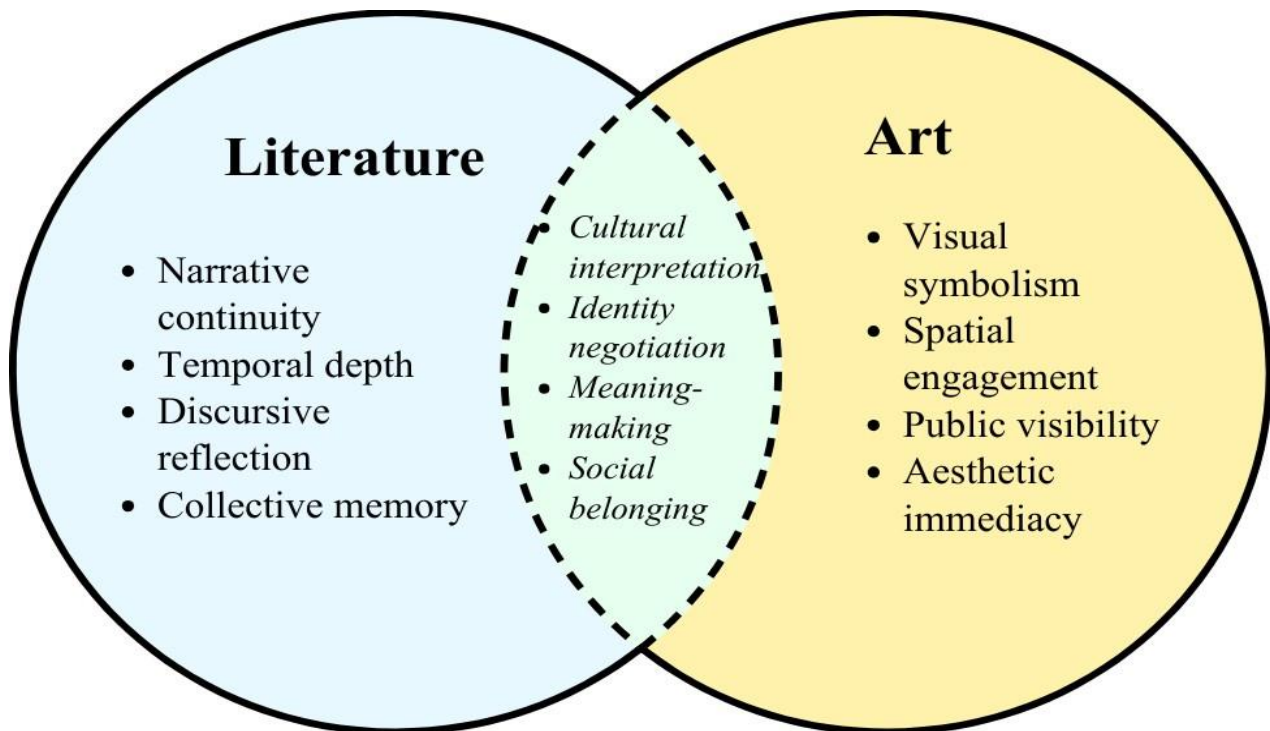 Literature
• Narrative
continuity
• Temporal depth
• Discursive
reflection
• Collective memory
• Cultural
interpretation
• Identity
negotiation
• Meaning-
making
• Social
belonging
Art
• Visual
symbolism
• Spatial
engagement
• Public visibility
• Aesthetic
immediacy